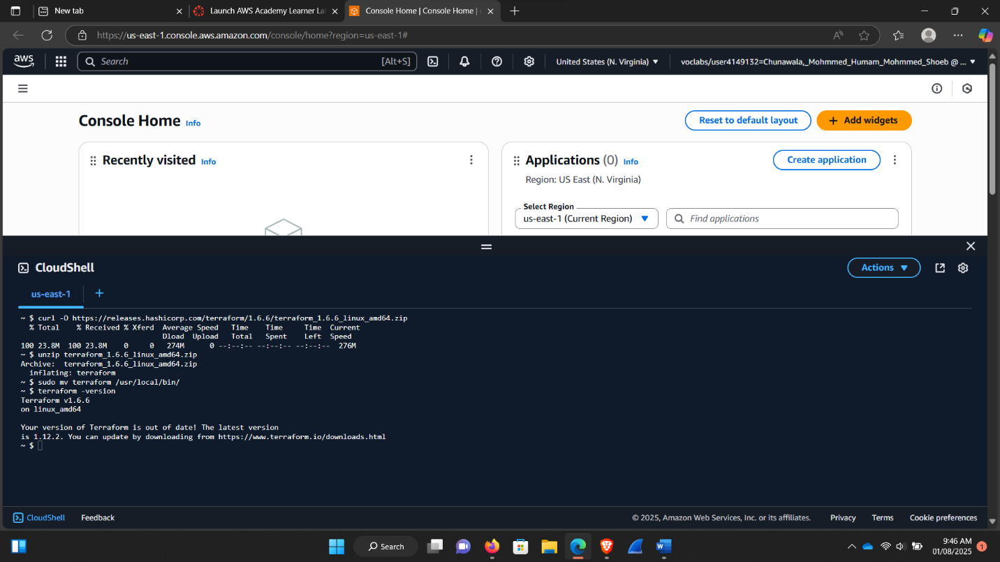 New tab
Launch AWS Academy Learner La
Console Home | Console Home |
https://us-east-1.console.aws.amazon.com/console/home?region=us-east-1#
aws
Search
[Alt+S]
United States (N. Virginia)
voclabs/user4149132=Chunawala,_Mohmmed_Humam_Mohmmed_Shoeb @ ...
Console Home Info
Reset to default layout
+ Add widgets
Recently visited Info
Applications (0) Info
Create application
Region: US East (N. Virginia)
Select Region
us-east-1 (Current Region)
Find applications
CloudShell
Actions
us-east-1
+
~ $ curl -O https://releases.hashicorp.com/terraform/1.6.6/terraform_1.6.6_linux_amd64.zip
  % Total    % Received % Xferd  Average Speed   Time    Time     Time  Current
                                 Dload  Upload   Total   Spent    Left  Speed
100 23.8M  100 23.8M    0     0   274M      0 --:--:-- --:--:-- --:--:--  276M
~ $ unzip terraform_1.6.6_linux_amd64.zip
Archive:  terraform_1.6.6_linux_amd64.zip
  inflating: terraform
~ $ sudo mv terraform /usr/local/bin/
~ $ terraform -version
Terraform v1.6.6
on linux_amd64
Your version of Terraform is out of date! The latest version
is 1.12.2. You can update by downloading from https://www.terraform.io/downloads.html
~ $
CloudShell
Feedback
© 2025, Amazon Web Services, Inc. or its affiliates.
Privacy
Terms
Cookie preferences
Search
9:46 AM
01/08/2025
1